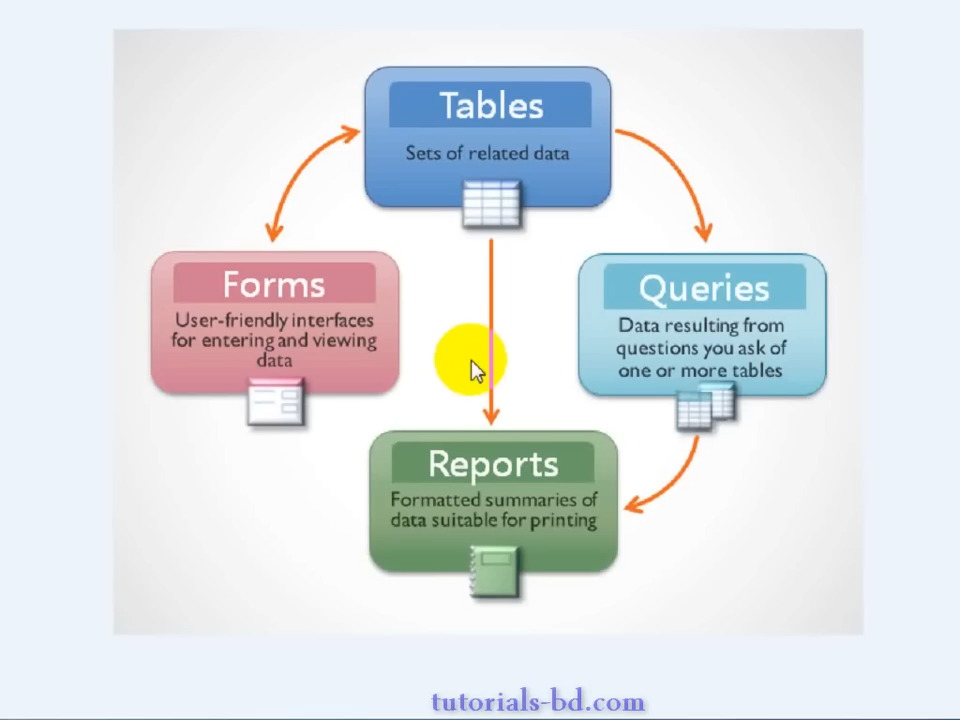 Tables
Sets of related data
Forms
User-friendly interfaces
for entering and viewing
data
Queries
Data resulting from
questions you ask of
one or more tables
Reports
Formatted summaries of
data suitable for printing
tutorials-bd.com